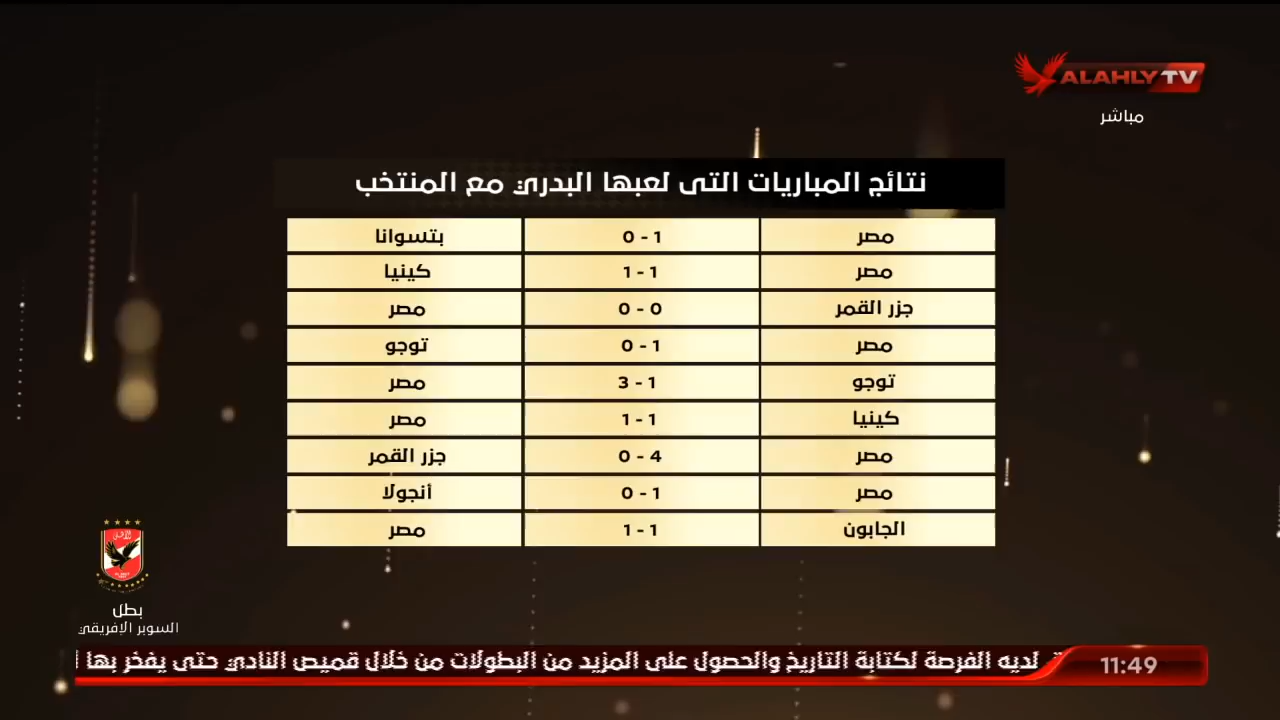 ALAHLY TV
مباشر
نتائج المباريات التى لعبها البدري مع المنتخب
مصر 1 - 0 بتسوانا
مصر 1 - 1 كينيا
جزر القمر 0 - 0 مصر
مصر 1 - 0 توجو
توجو 1 - 3 مصر
كينيا 1 - 1 مصر
مصر 4 - 0 جزر القمر
مصر 1 - 0 أنجولا
الجابون 1 - 1 مصر
بطل
السوبر الإفريقي
لديه الفرصة لكتابة التاريخ والحصول على المزيد من البطولات من خلال قميص النادي حتى يفخر بها
11:49